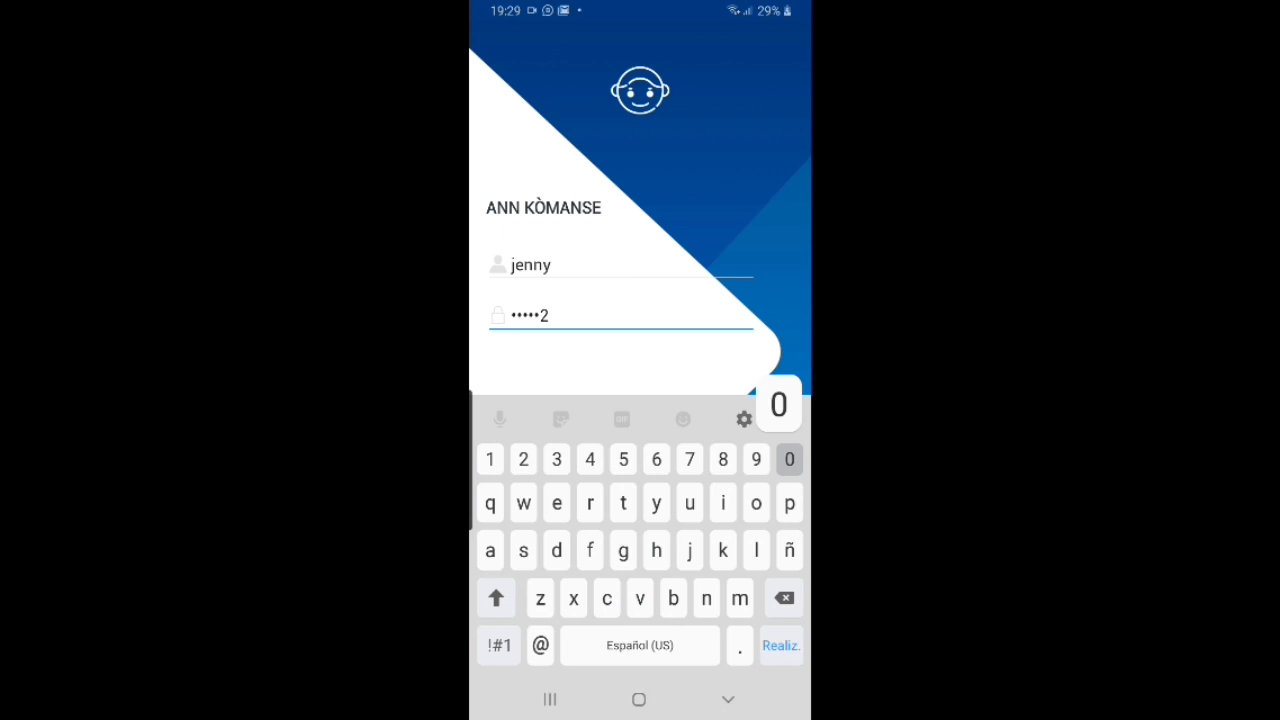 19:29 29%
ANN KÒMANSE
jenny
•••••2
0
GIF
1 2 3 4 5 6 7 8 9 0
q w e r t y u i o p
a s d f g h j k l ñ
z x c v b n m
!#1 @ Español (US) . Realiz.